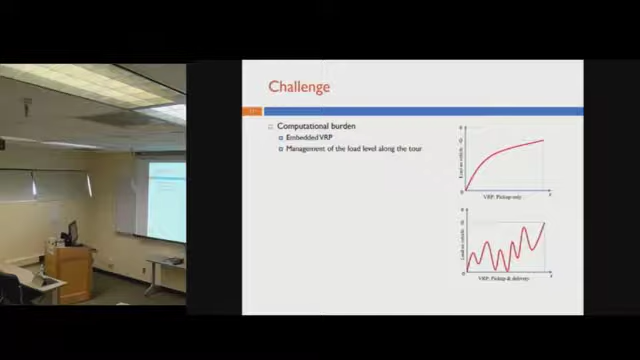 Challenge
Computational burden
Embedded VRP
Management of the load level along the tour
VRP, Pickup only
VRP, Pickup & delivery